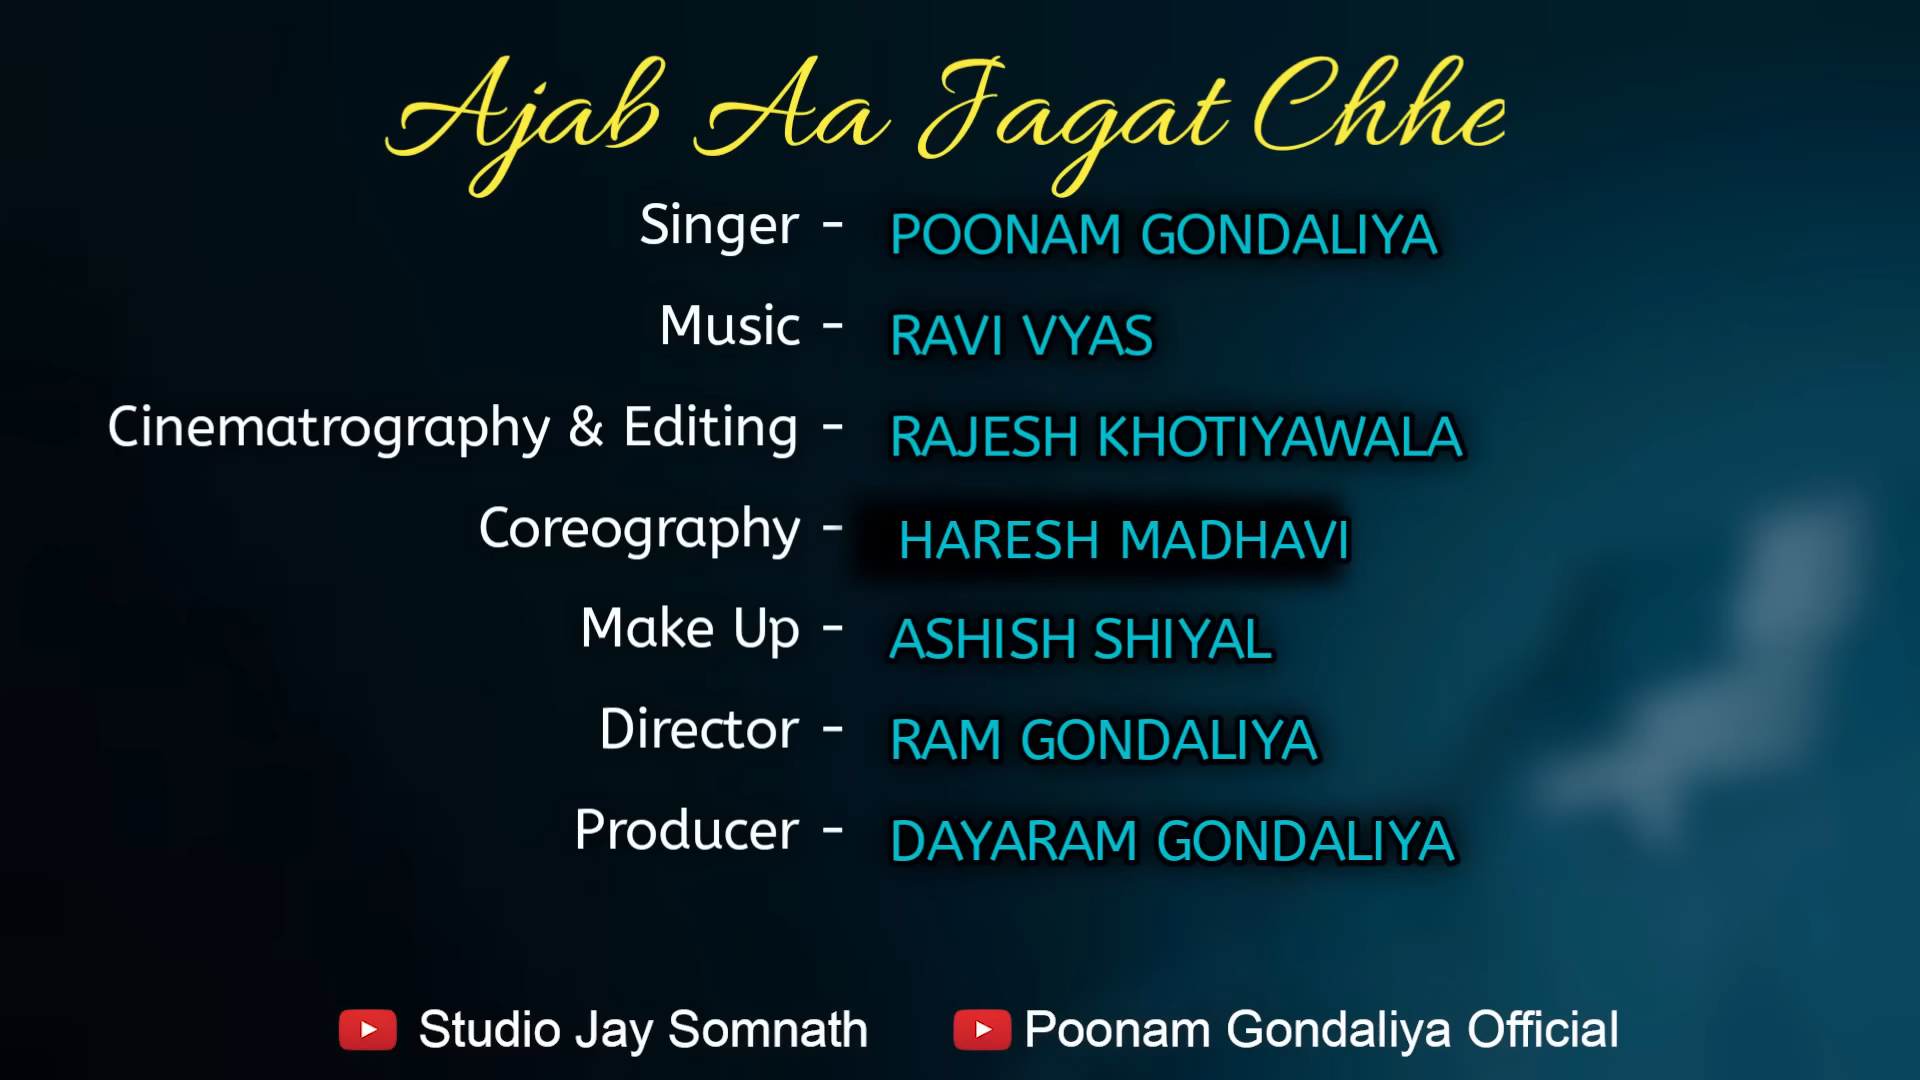 Ajab Aa Jagat Chhe
Singer - POONAM GONDALIYA
Music - RAVI VYAS
Cinematrography & Editing - RAJESH KHOTIYAWALA
Coreography - HARESH MADHAVI
Make Up - ASHISH SHIYAL
Director - RAM GONDALIYA
Producer - DAYARAM GONDALIYA
Studio Jay Somnath Poonam Gondaliya Official